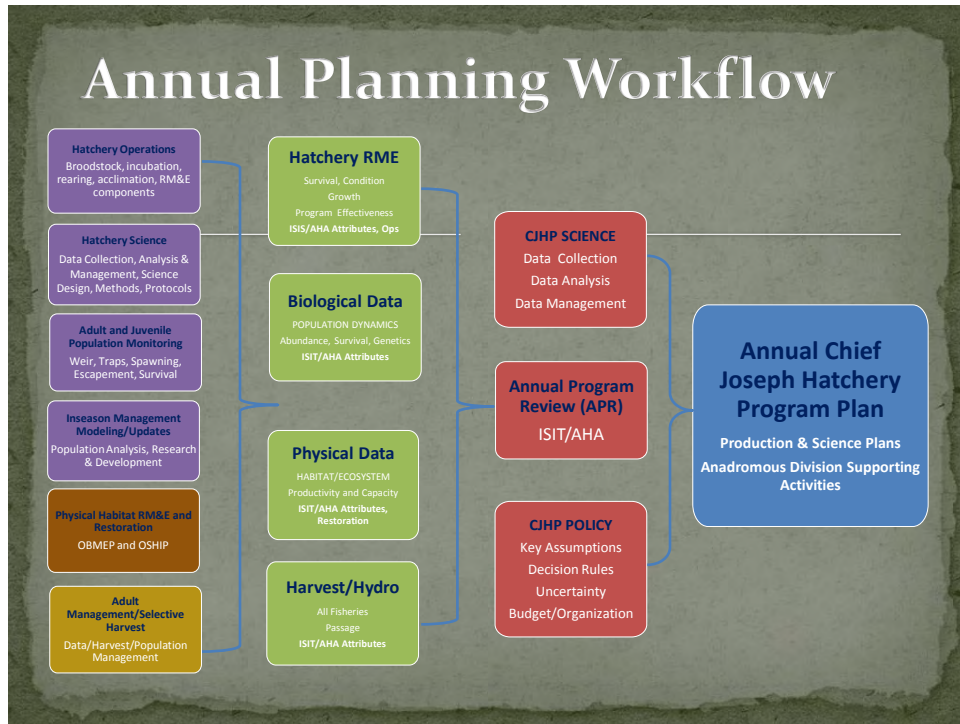 Annual Planning Workflow
Hatchery Operations
Broodstock, incubation,
rearing, acclimation, RM&E
components
Hatchery Science
Data Collection, Analysis &
Management, Science
Design, Methods, Protocols
Adult and Juvenile
Population Monitoring
Weir, Traps, Spawning,
Escapement, Survival
Inseason Management
Modeling/Updates
Population Analysis, Research
& Development
Physical Habitat RM&E and
Restoration
OBMEP and OSHIP
Adult
Management/Selective
Harvest
Data/Harvest/Population
Management
Hatchery RME
Survival, Condition
Growth
Program Effectiveness
ISIS/AHA Attributes, Ops
Biological Data
POPULATION DYNAMICS
Abundance, Survival, Genetics
ISIT/AHA Attributes
Physical Data
HABITAT/ECOSYSTEM
Productivity and Capacity
ISIT/AHA Attributes,
Restoration
Harvest/Hydro
All Fisheries
Passage
ISIT/AHA Attributes
CJHP SCIENCE
Data Collection
Data Analysis
Data Management
Annual Program
Review (APR)
ISIT/AHA
CJHP POLICY
Key Assumptions
Decision Rules
Uncertainty
Budget/Organization
Annual Chief
Joseph Hatchery
Program Plan
Production & Science Plans
Anadromous Division Supporting
Activities